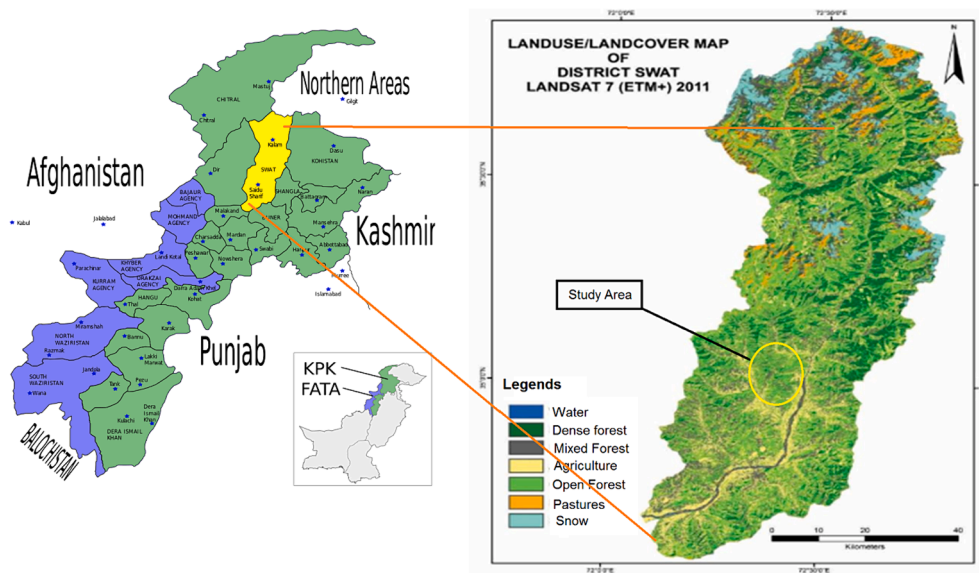 Northern Areas
Gilgit
Mastuj
CHITRAL
Chitral
Kalam
Dasu
KOHISTAN
Afghanistan
Dir
SWAT
Saidu
Sharif
SHANGLA
Battagram
Naran
BAJAUR
AGENCY
MOHMAND
AGENCY
Malakand
Kashmir
Kabul
Jalalabad
Charsadda
Mardan
Mansehra
Swabi
Abbottabad
Landi Kotal
Peshawar
Nowshera
KHYBER
AGENCY
Parachinar
ORAKZAI
AGENCY
KURRAM
AGENCY
Kohat
Islamabad
HANGU
Thal
Karak
Punjab
Miramshah
NORTH
WAZIRISTAN
Razmak
Bannu
Lakki
Marwat
SOUTH
WAZIRISTAN
Jandola
Wana
Tank
Kulachi
Dera
Ismail
Khan
DERA ISMAIL
KHAN
BALOCHISTAN
KPK
FATA
LANDUSE/LANDCOVER MAP
OF
DISTRICT SWAT
LANDSAT 7 (ETM+) 2011
N
Study Area
Legends
Water
Dense forest
Mixed Forest
Agriculture
Open Forest
Pastures
Snow
0 10 20 40
Kilometers